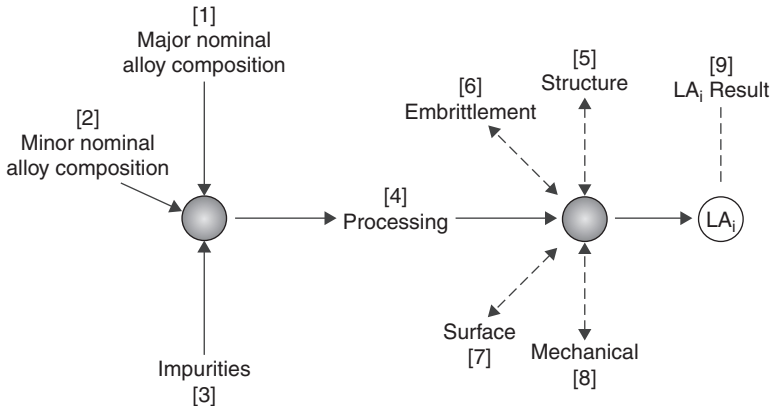 [1]
Major nominal
alloy composition
[2]
Minor nominal
alloy composition
Impurities
[3]
[4]
Processing
[5]
Structure
[6]
Embrittlement
Surface
[7]
Mechanical
[8]
[9]
LAi Result
LAi